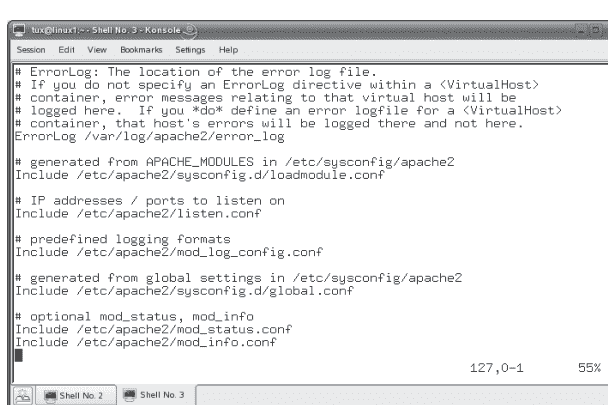 tux@linux1:~ - Shell No. 3 - Konsole
Session Edit View Bookmarks Settings Help
# ErrorLog: The location of the error log file.
# If you do not specify an ErrorLog directive within a <VirtualHost>
# container, error messages relating to that virtual host will be
# logged here.  If you *do* define an error logfile for a <VirtualHost>
# container, that host's errors will be logged there and not here.
ErrorLog /var/log/apache2/error_log
# generated from APACHE_MODULES in /etc/sysconfig/apache2
Include /etc/apache2/sysconfig.d/loadmodule.conf
# IP addresses / ports to listen on
Include /etc/apache2/listen.conf
# predefined logging formats
Include /etc/apache2/mod_log_config.conf
# generated from global settings in /etc/sysconfig/apache2
Include /etc/apache2/sysconfig.d/global.conf
# optional mod_status, mod_info
Include /etc/apache2/mod_status.conf
Include /etc/apache2/mod_info.conf
127,0-1 55%
Shell No. 2 Shell No. 3